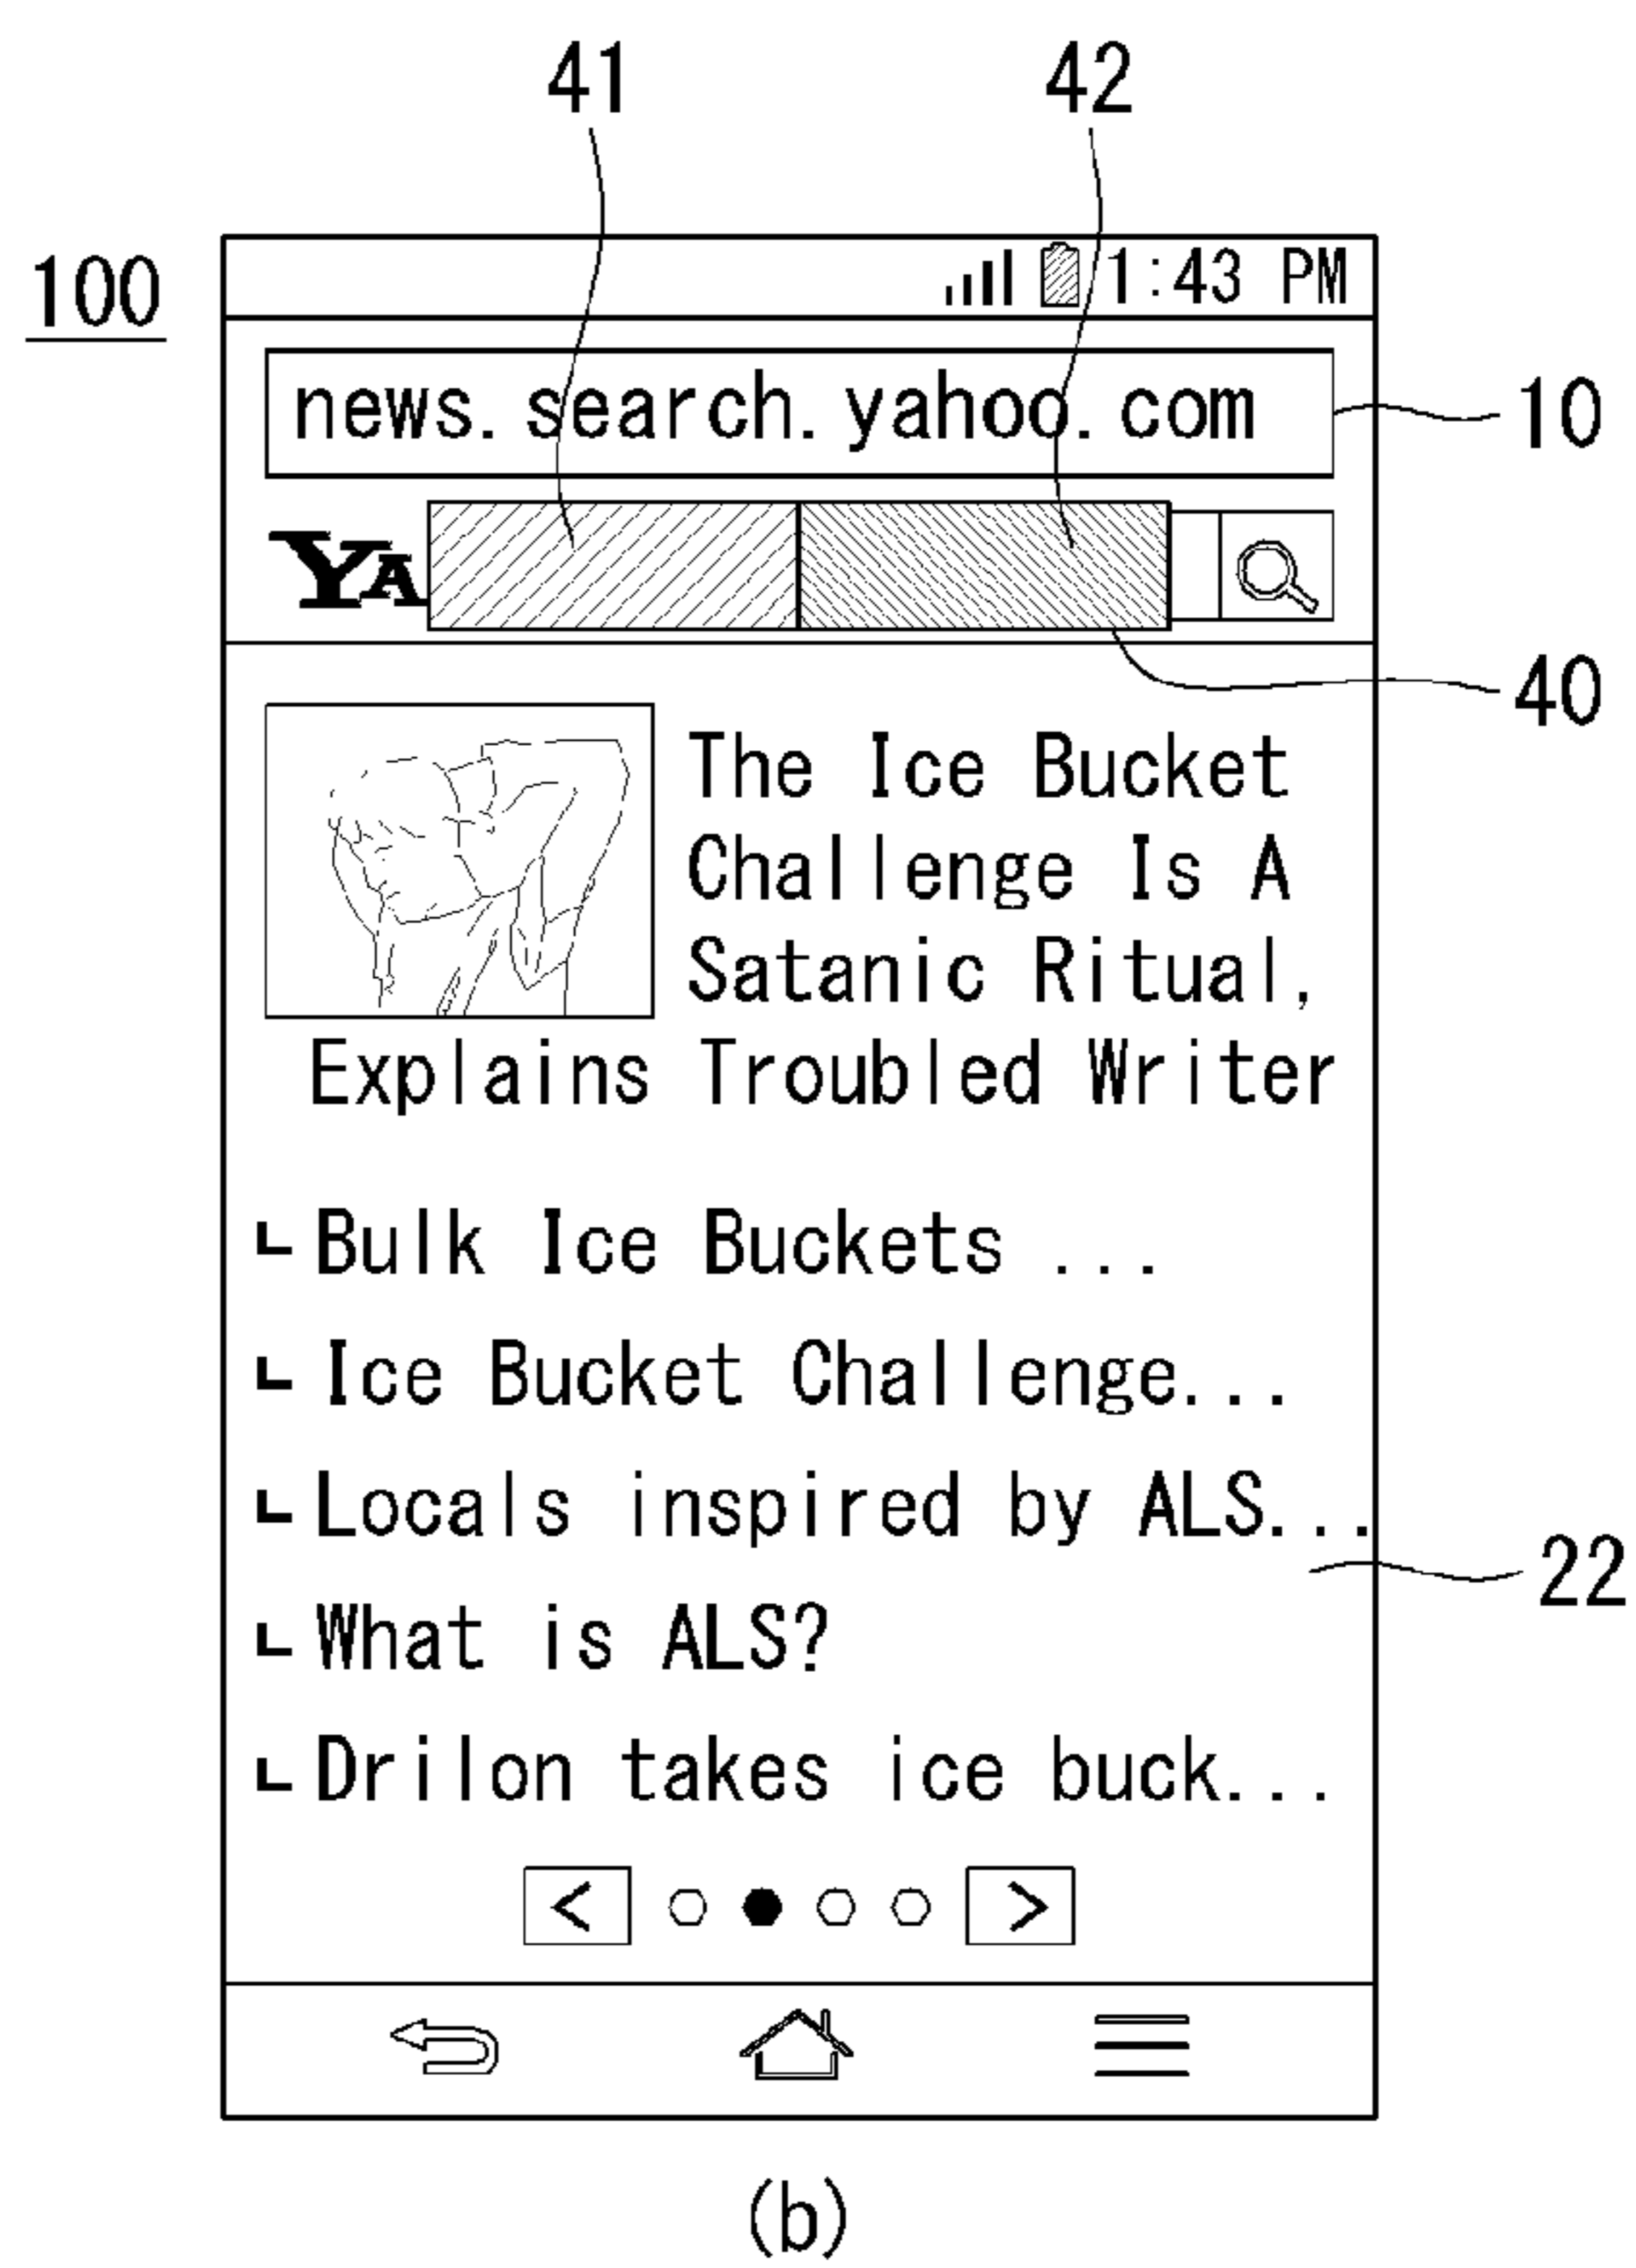 41 42
100
1:43 PM
news.search.yahoo.com 10
YA
40
The Ice Bucket
Challenge Is A
Satanic Ritual,
Explains Troubled Writer
Bulk Ice Buckets ...
Ice Bucket Challenge...
Locals inspired by ALS...
22
What is ALS?
Drilon takes ice buck...
< >
(b)